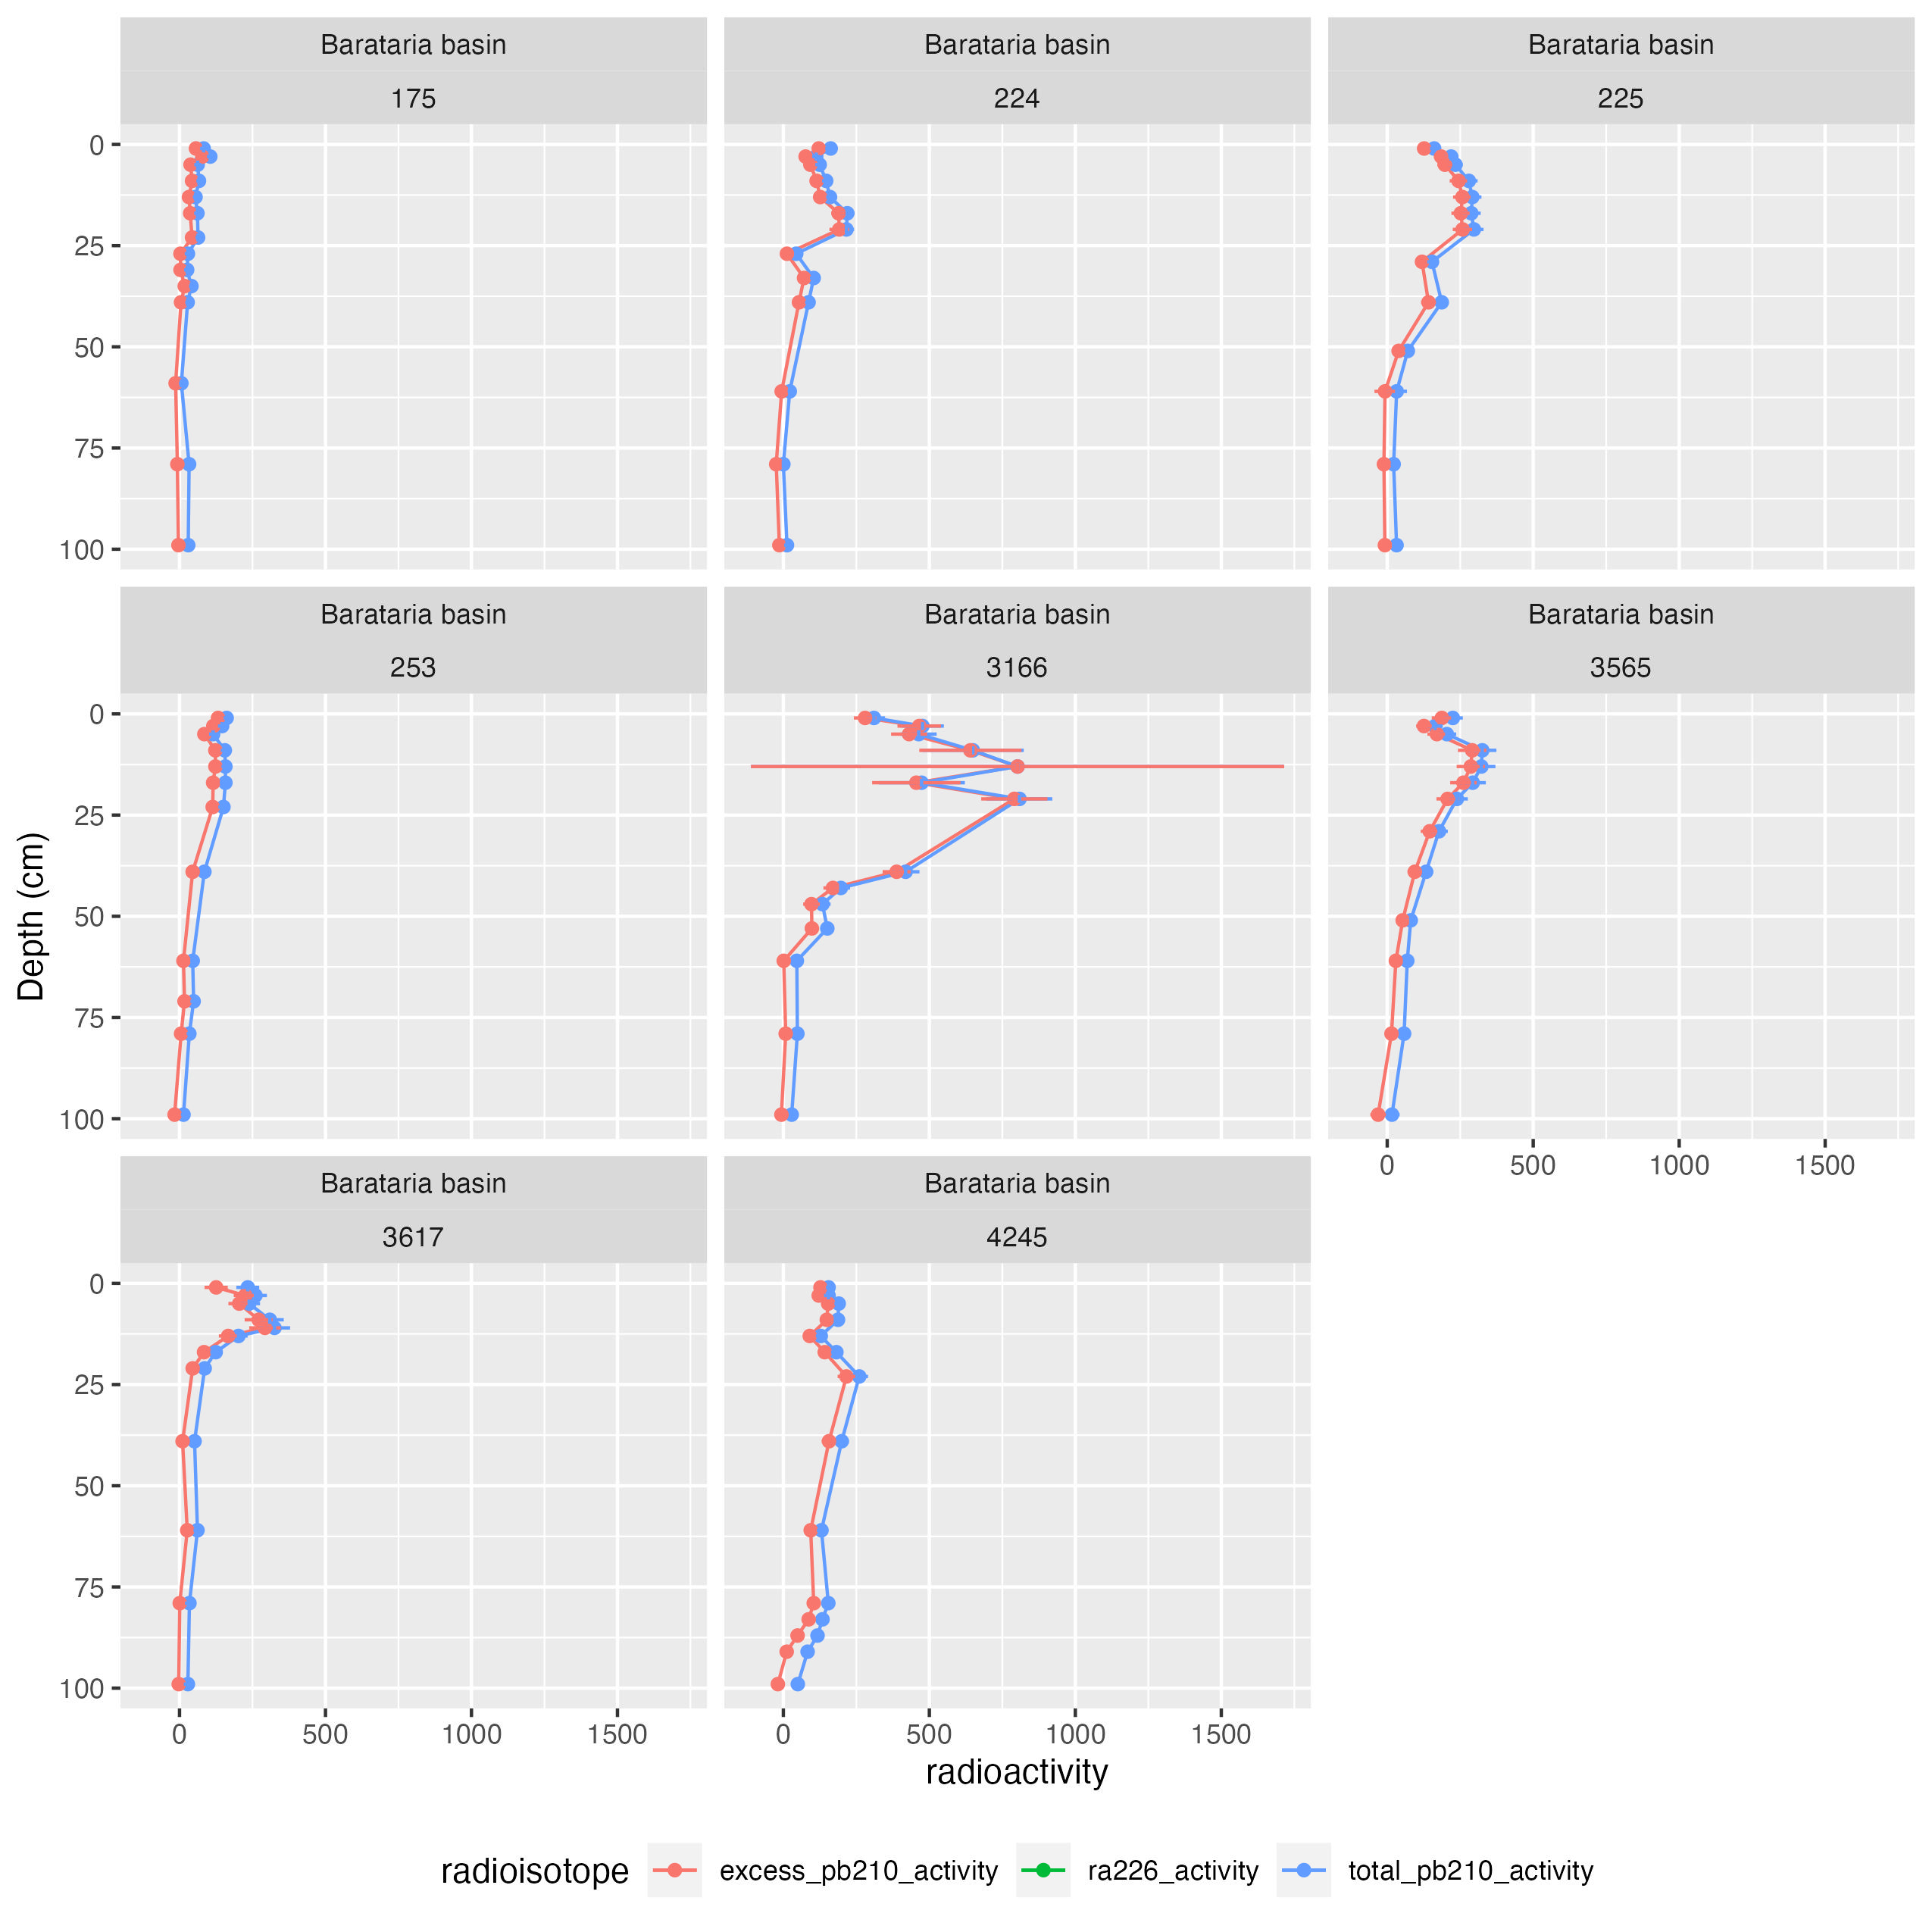 Barataria basin Barataria basin Barataria basin
175 224 225
0
25
50
75
100
Barataria basin Barataria basin Barataria basin
253 3166 3565
0
25
50
75
100
0 500 1000 1500
Barataria basin Barataria basin
3617 4245
0
25
50
75
100
0 500 1000 1500 0 500 1000 1500
Depth (cm)
radioactivity
radioisotope excess_pb210_activity ra226_activity total_pb210_activity